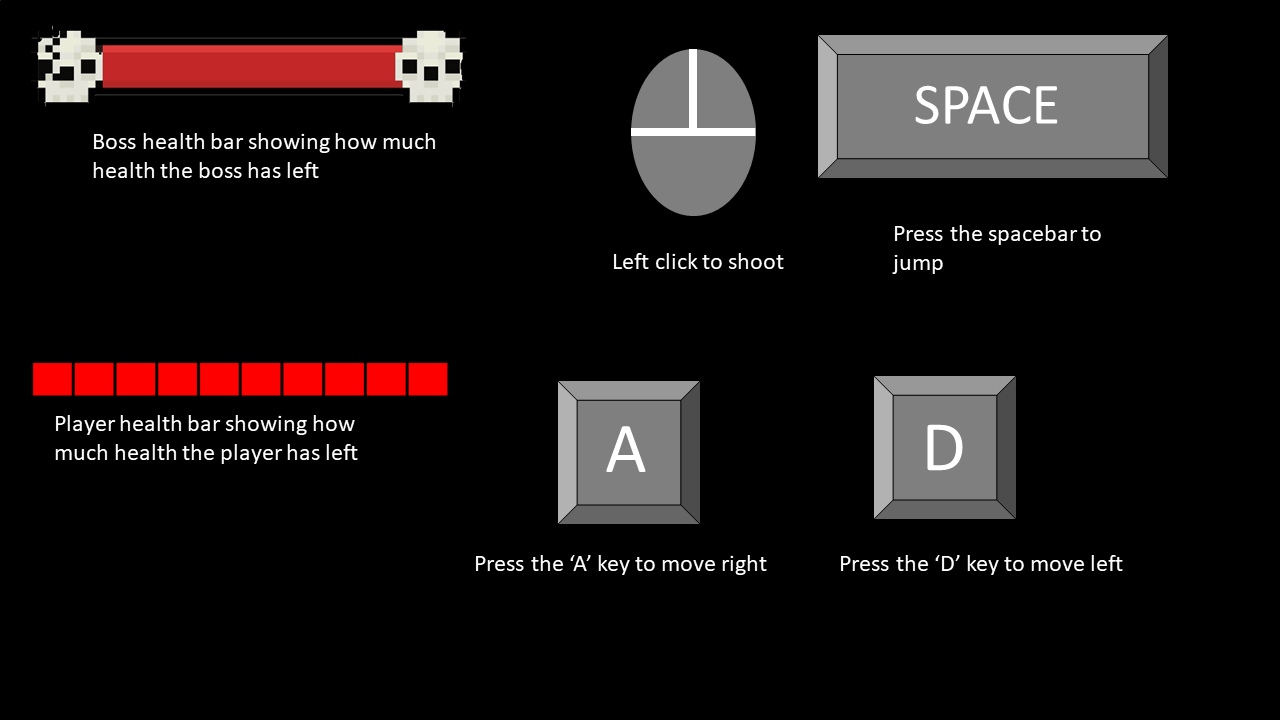 Boss health bar showing how much
health the boss has left
SPACE
Left click to shoot
Press the spacebar to
jump
Player health bar showing how
much health the player has left
A
D
Press the ‘A’ key to move right
Press the ‘D’ key to move left